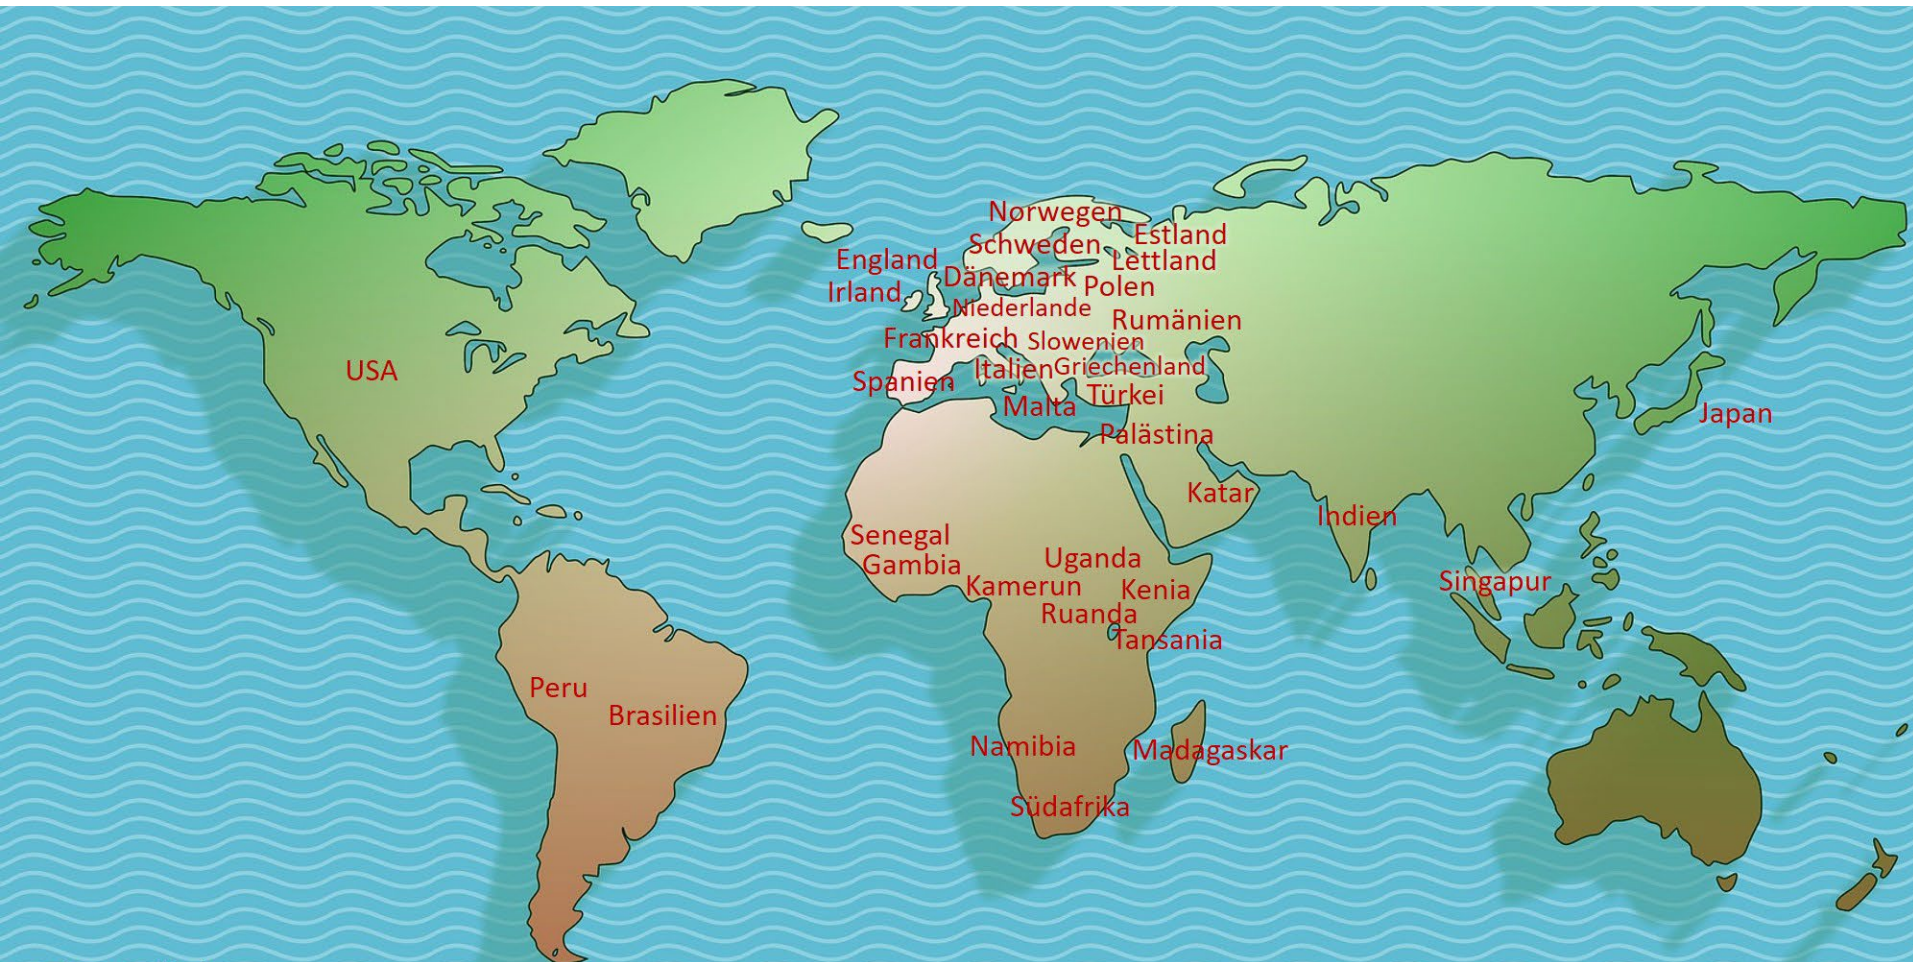 Norwegen
Schweden
Estland
England
Lettland
Dänemark
Polen
Irland
Niederlande
Rumänien
Frankreich
Slowenien
USA
Italien
Griechenland
Spanien
Türkei
Malta
Japan
Palästina
Katar
Indien
Senegal
Uganda
Gambia
Kamerun
Kenia
Singapur
Ruanda
Tansania
Peru
Brasilien
Namibia
Madagaskar
Südafrika